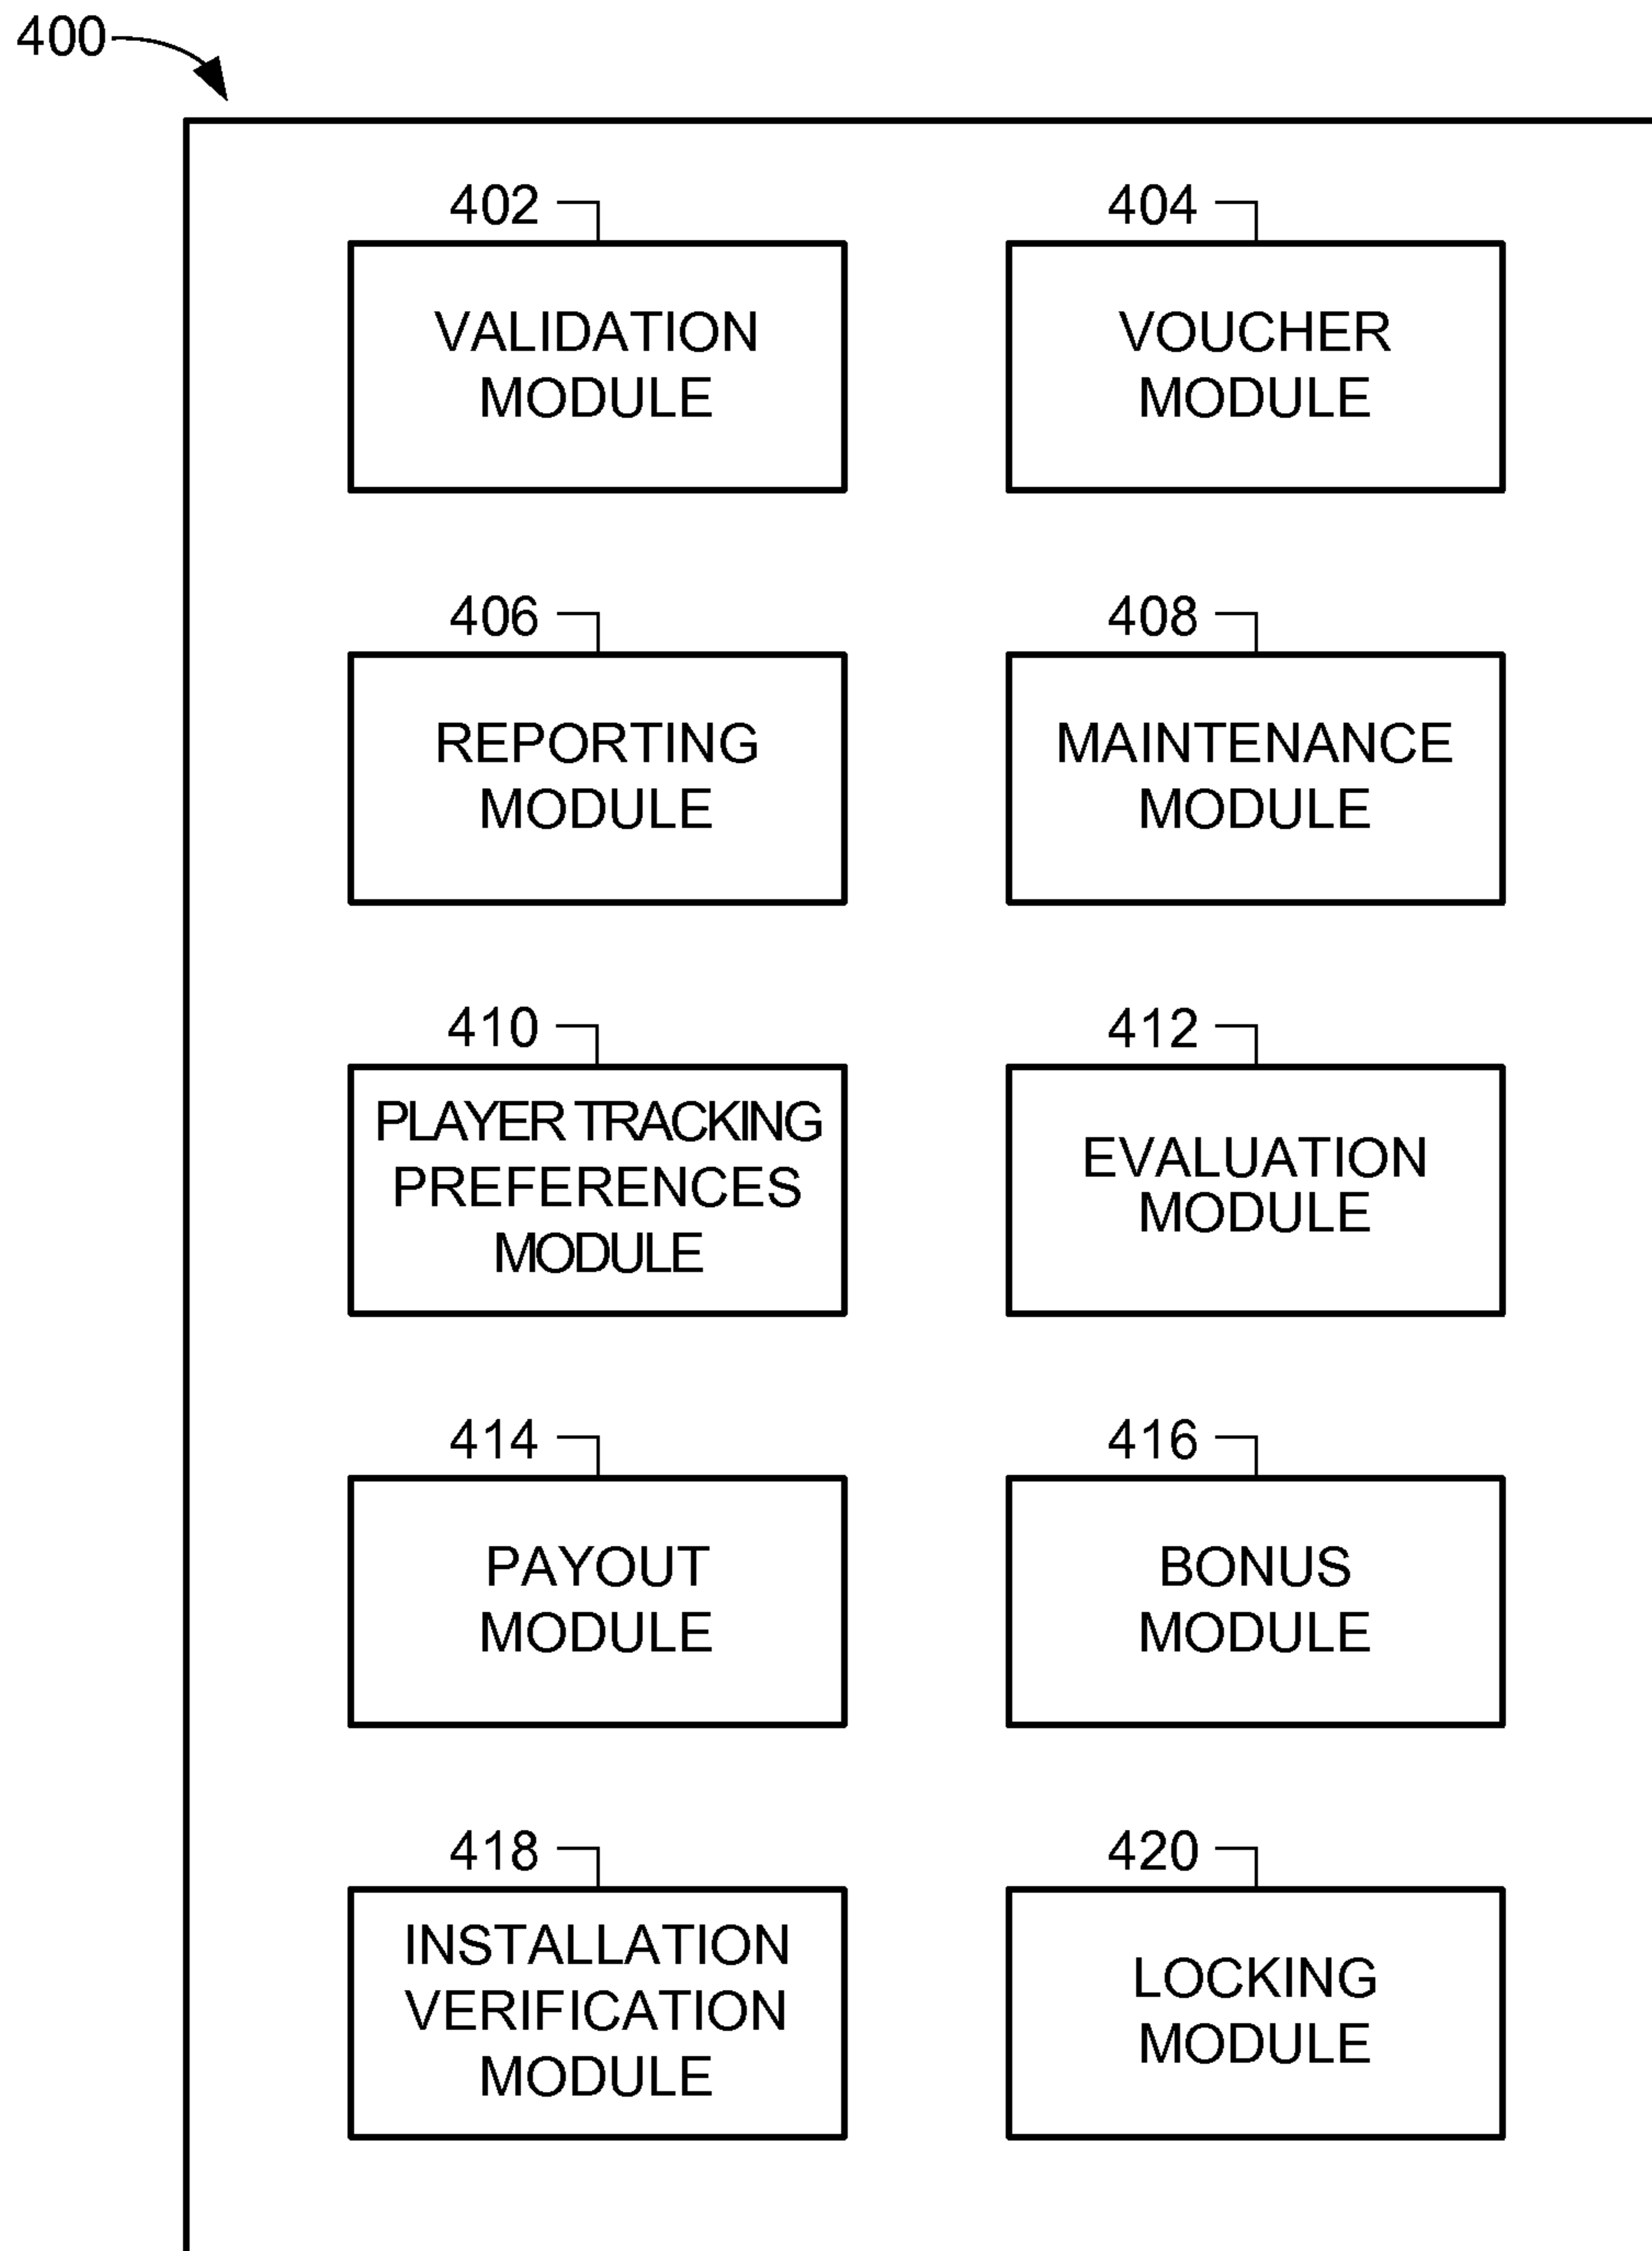 400
402
VALIDATION
MODULE
404
VOUCHER
MODULE
406
REPORTING
MODULE
408
MAINTENANCE
MODULE
410
PLAYER TRACKING
PREFERENCES
MODULE
412
EVALUATION
MODULE
414
PAYOUT
MODULE
416
BONUS
MODULE
418
INSTALLATION
VERIFICATION
MODULE
420
LOCKING
MODULE